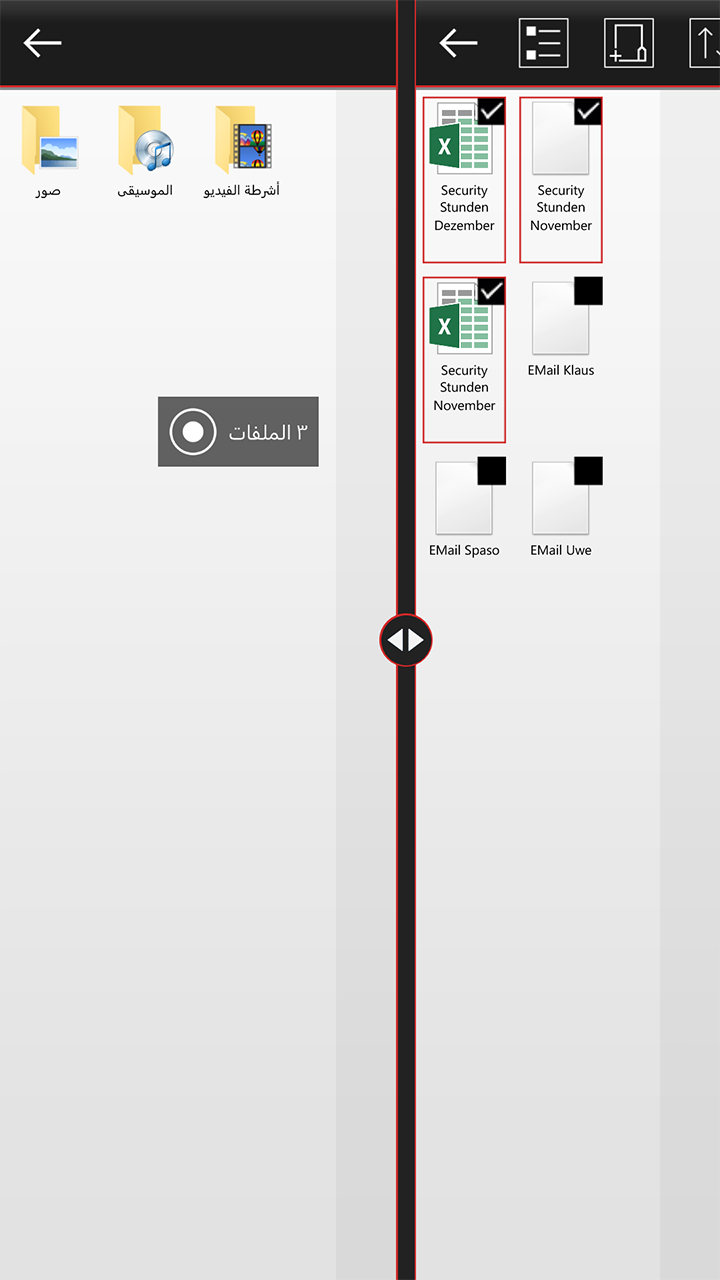 صور
الموسيقى
أشرطة الفيديو
٣ الملفات
Security
Stunden
Dezember
Security
Stunden
November
Security
Stunden
November
EMail Klaus
EMail Spaso
EMail Uwe